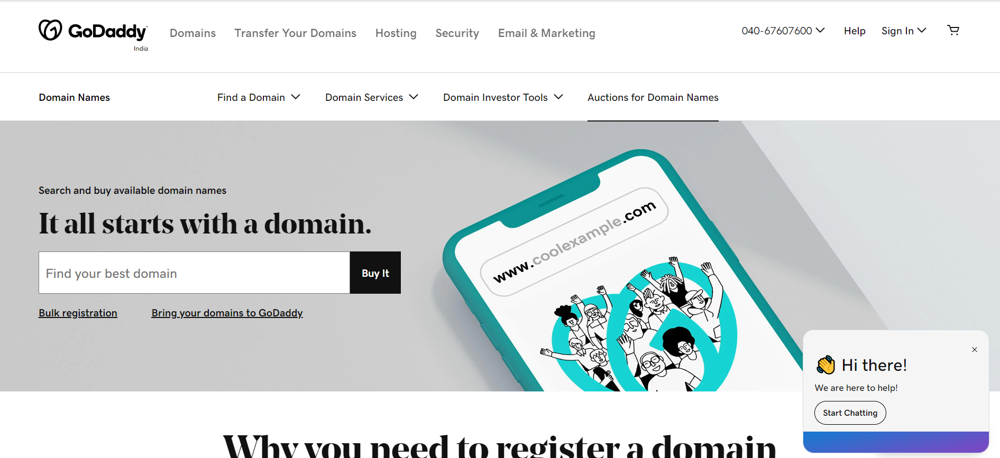 GoDaddy
India
Domains Transfer Your Domains Hosting Security Email & Marketing
040-67607600 Help Sign In
Domain Names Find a Domain Domain Services Domain Investor Tools Auctions for Domain Names
Search and buy available domain names
It all starts with a domain.
Find your best domain Buy It
Bulk registration Bring your domains to GoDaddy
www.coolexample.com
Hi there!
We are here to help!
Start Chatting
Why you need to register a domain